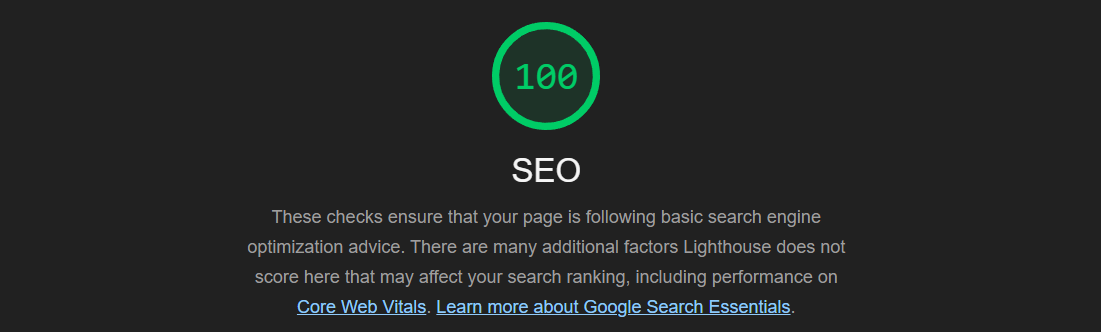 100
SEO
These checks ensure that your page is following basic search engine
optimization advice. There are many additional factors Lighthouse does not
score here that may affect your search ranking, including performance on
Core Web Vitals. Learn more about Google Search Essentials.